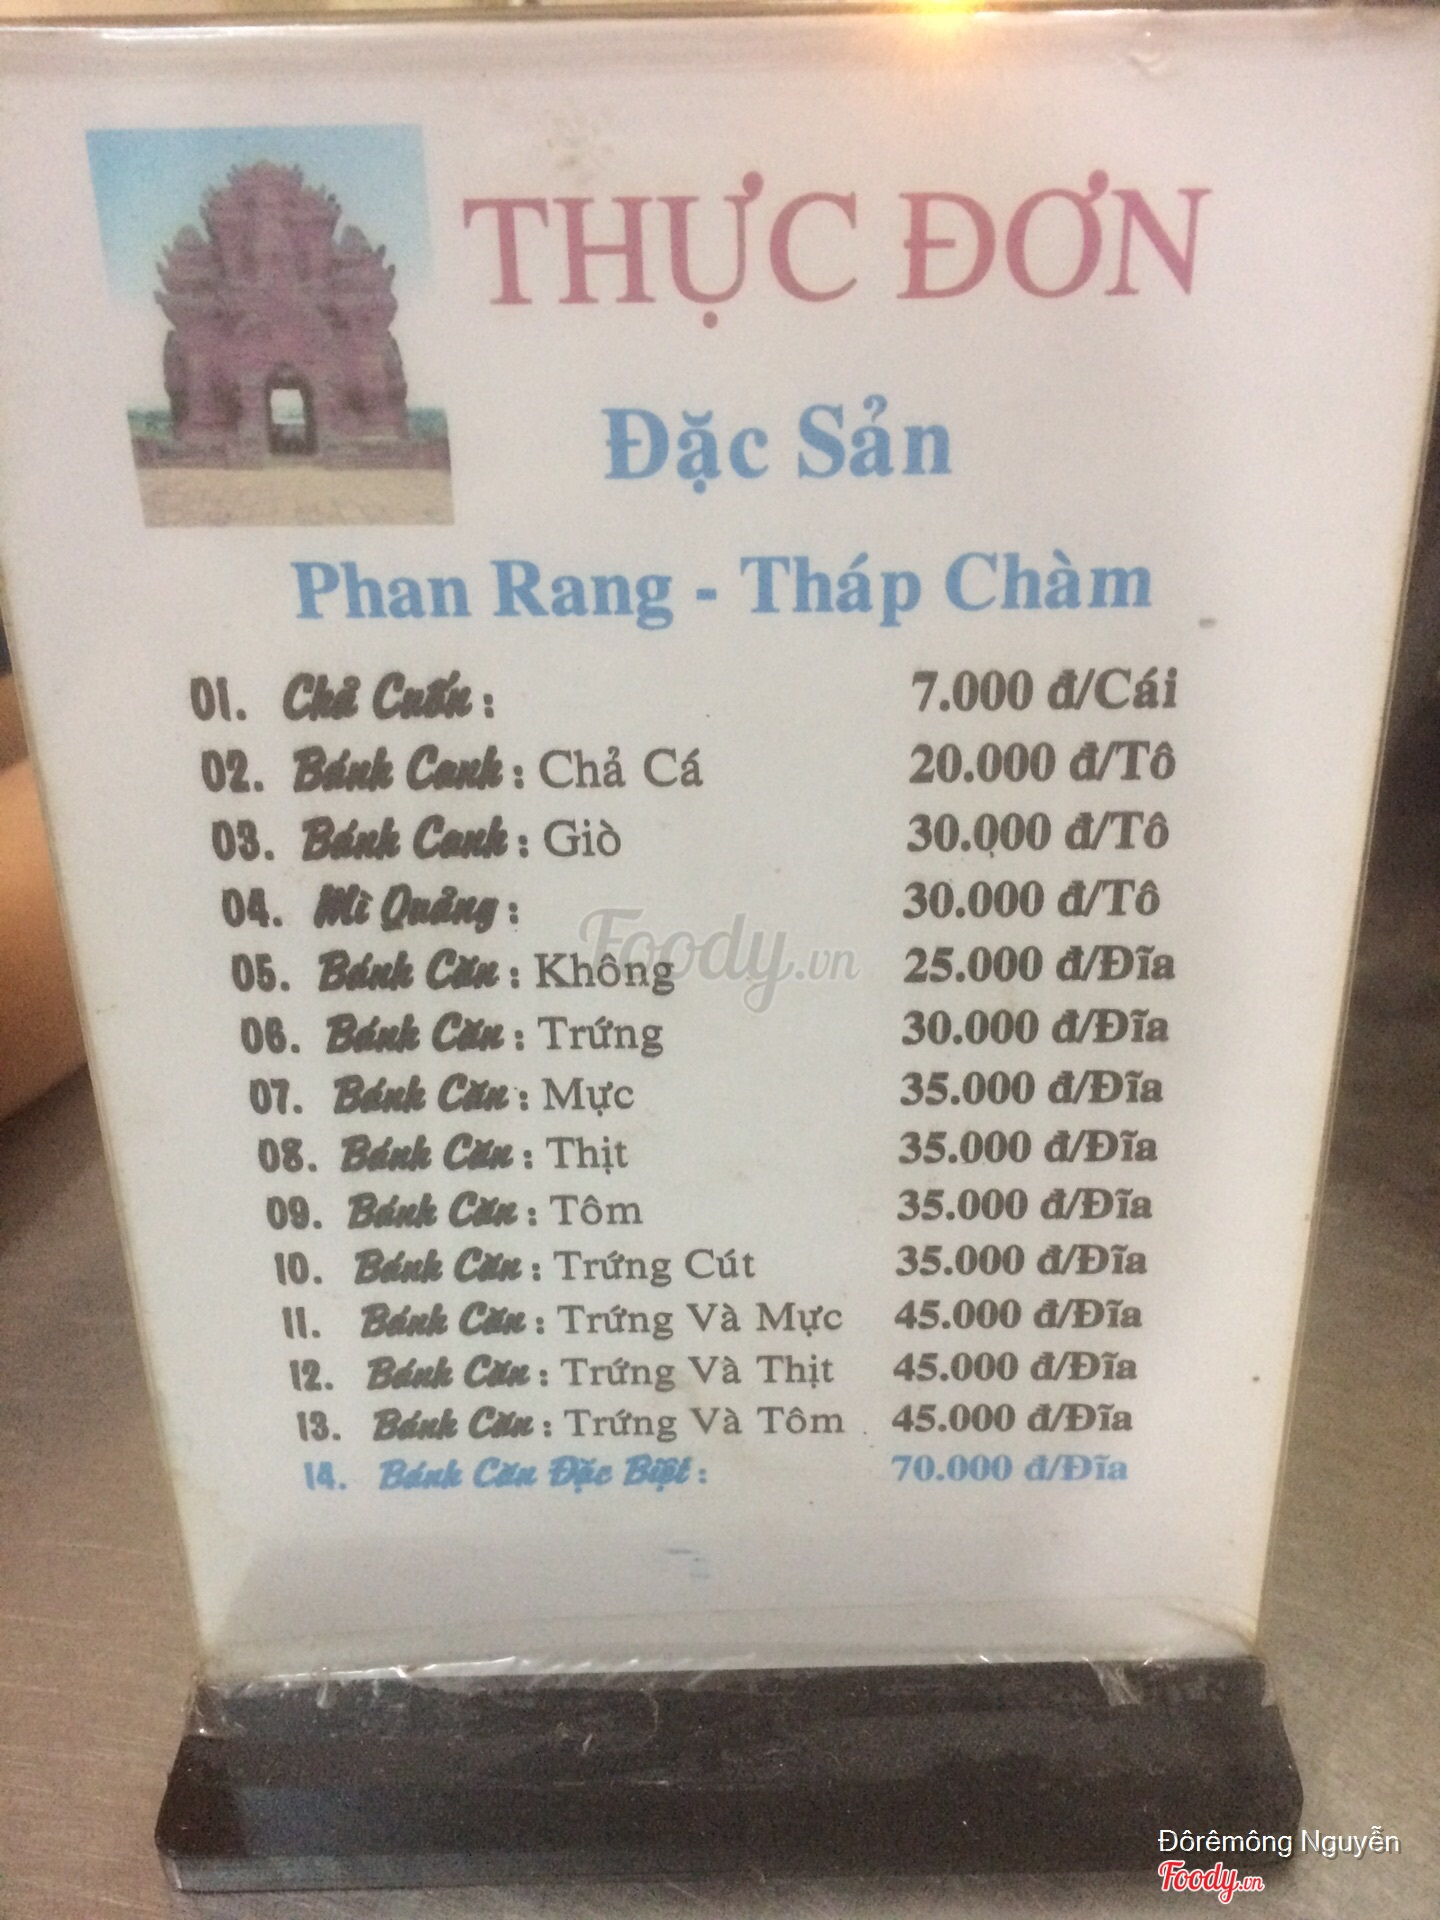 THỰC ĐƠN
Đặc Sản
Phan Rang - Tháp Chàm
01. Chả Cuốn : 7.000 đ/Cái
02. Bánh Canh : Chả Cá 20.000 đ/Tô
03. Bánh Canh : Giò 30.000 đ/Tô
04. Mì Quảng : 30.000 đ/Tô
05. Bánh Căn : Không 25.000 đ/Đĩa
06. Bánh Căn : Trứng 30.000 đ/Đĩa
07. Bánh Căn : Mực 35.000 đ/Đĩa
08. Bánh Căn : Thịt 35.000 đ/Đĩa
09. Bánh Căn : Tôm 35.000 đ/Đĩa
10. Bánh Căn : Trứng Cút 35.000 đ/Đĩa
11. Bánh Căn : Trứng Và Mực 45.000 đ/Đĩa
12. Bánh Căn : Trứng Và Thịt 45.000 đ/Đĩa
13. Bánh Căn : Trứng Và Tôm 45.000 đ/Đĩa
14. Bánh Căn Đặc Biệt : 70.000 đ/Đĩa
Foody.vn
Đôrêmông Nguyễn
Foody.vn